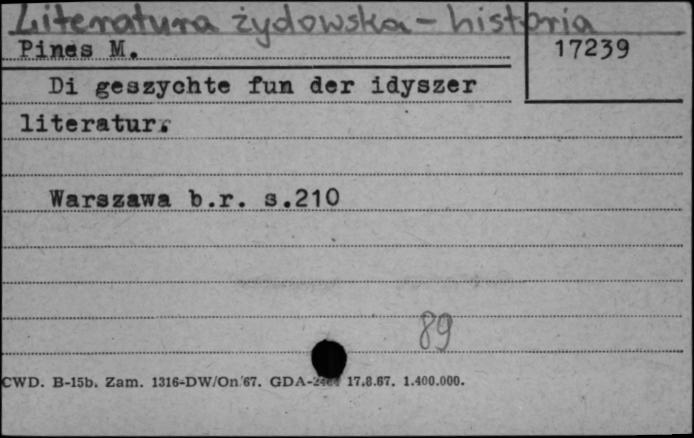 Literatura żydowska - historia
Pines M.
17239
Di geszychte fun der idyszer
literatur.
Warszawa b.r. s.210
89
CWD. B-15b. Zam. 1316-DW/On.67. GDA- 17.8.67. 1.400.000.